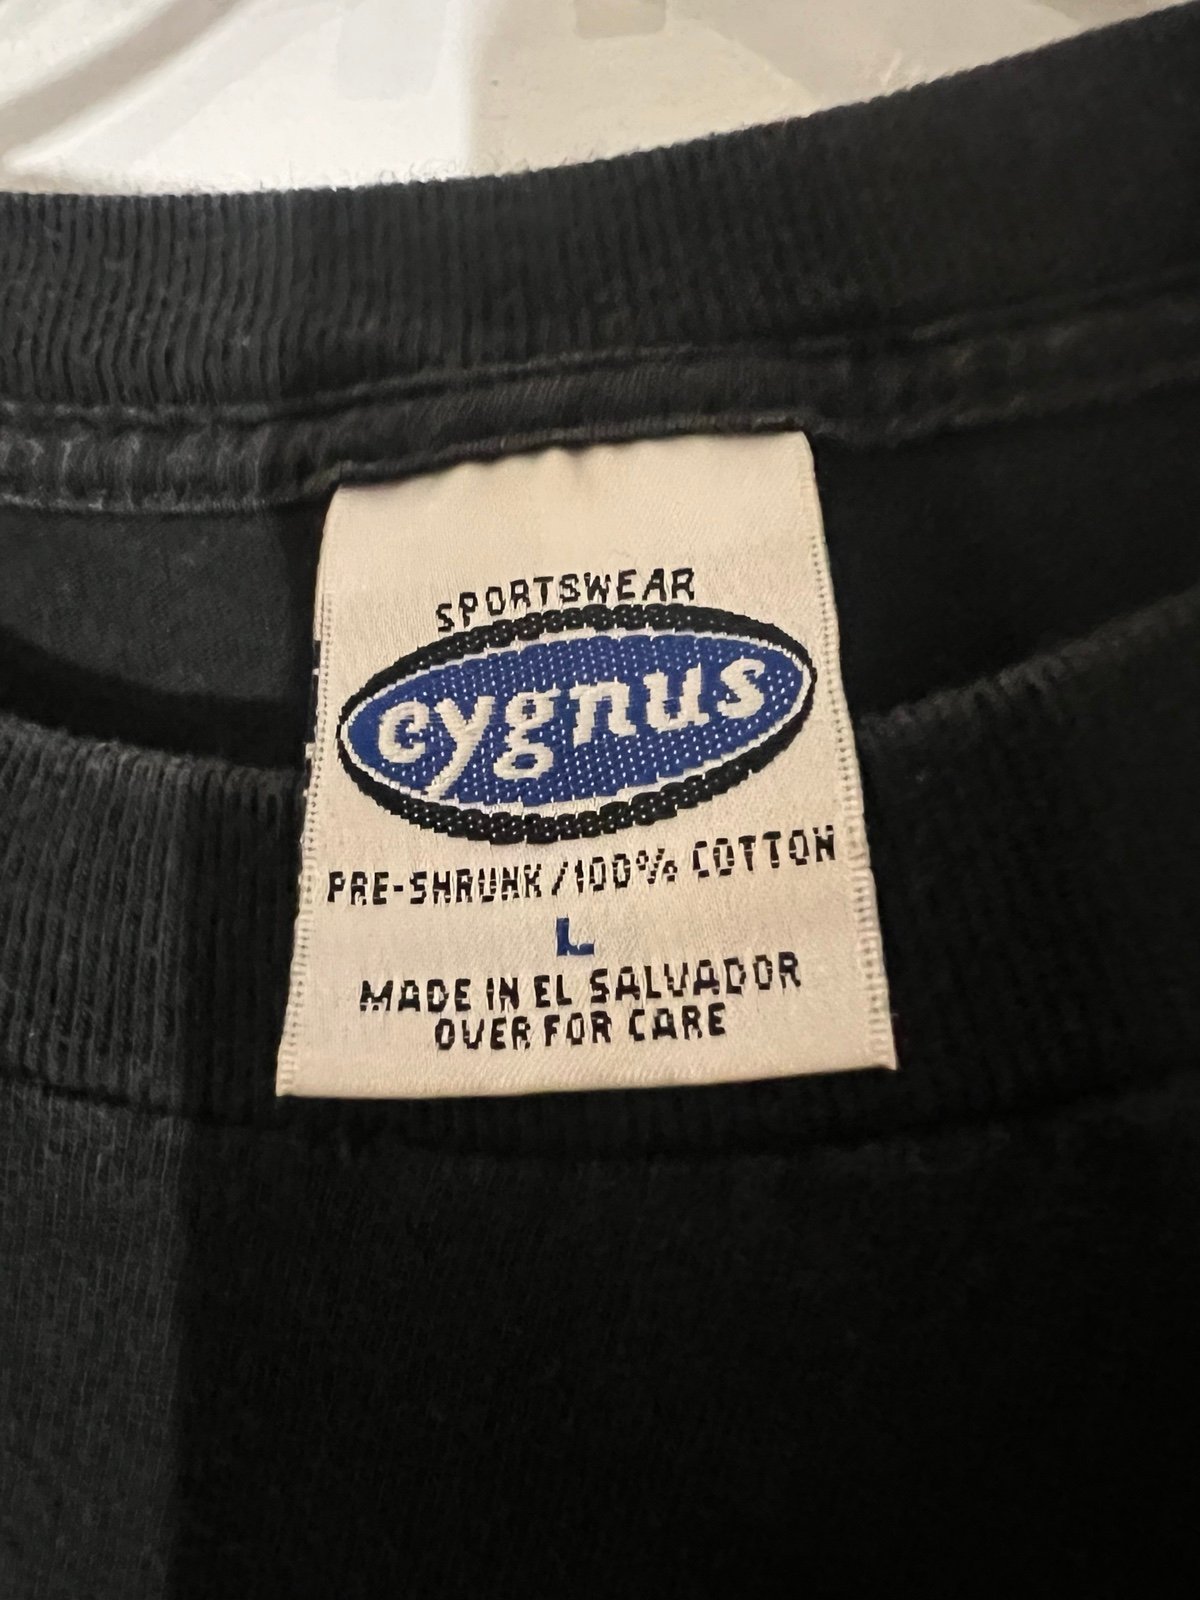 SPORTSWEAR
cygnus
PRE-SHRUNK/100% COTTON
L
MADE IN EL SALVADOR
OVER FOR CARE